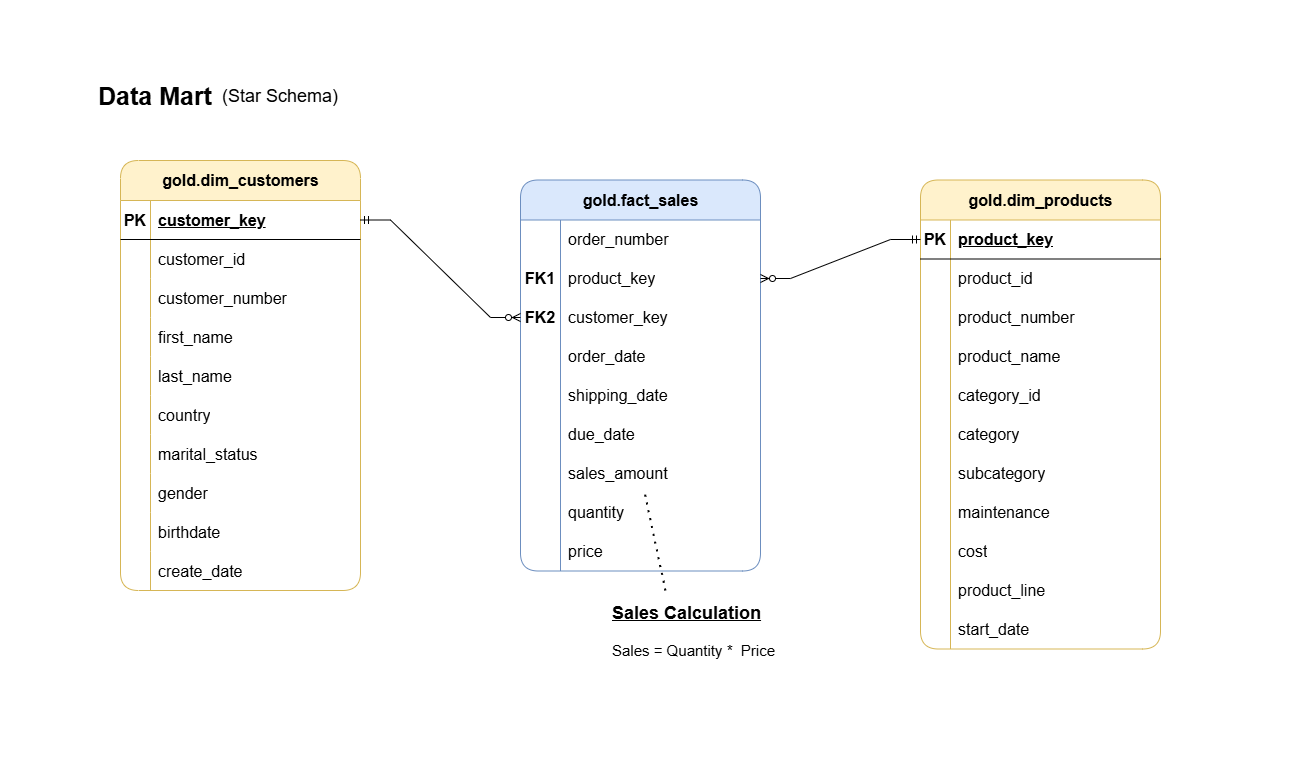 Data Mart (Star Schema)
gold.dim_customers
PK customer_key
customer_id
customer_number
first_name
last_name
country
marital_status
gender
birthdate
create_date
gold.fact_sales
order_number
FK1 product_key
FK2 customer_key
order_date
shipping_date
due_date
sales_amount
quantity
price
Sales Calculation
Sales = Quantity * Price
gold.dim_products
PK product_key
product_id
product_number
product_name
category_id
category
subcategory
maintenance
cost
product_line
start_date